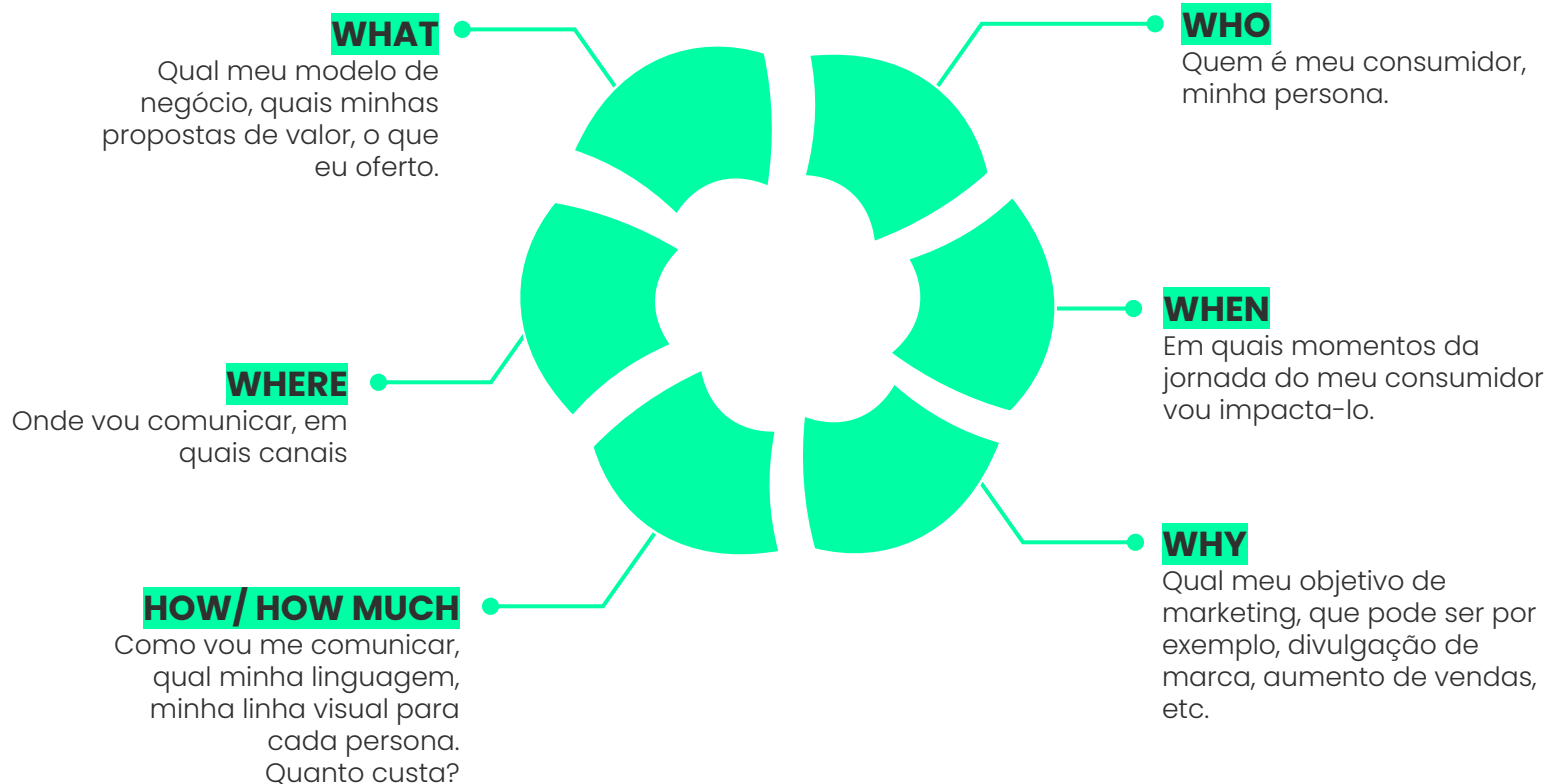 WHAT
Qual meu modelo de
negócio, quais minhas
propostas de valor, o que
eu oferto.
WHO
Quem é meu consumidor,
minha persona.
WHERE
Onde vou comunicar, em
quais canais
WHEN
Em quais momentos da
jornada do meu consumidor
vou impacta-lo.
HOW/ HOW MUCH
Como vou me comunicar,
qual minha linguagem,
minha linha visual para
cada persona.
Quanto custa?
WHY
Qual meu objetivo de
marketing, que pode ser por
exemplo, divulgação de
marca, aumento de vendas,
etc.